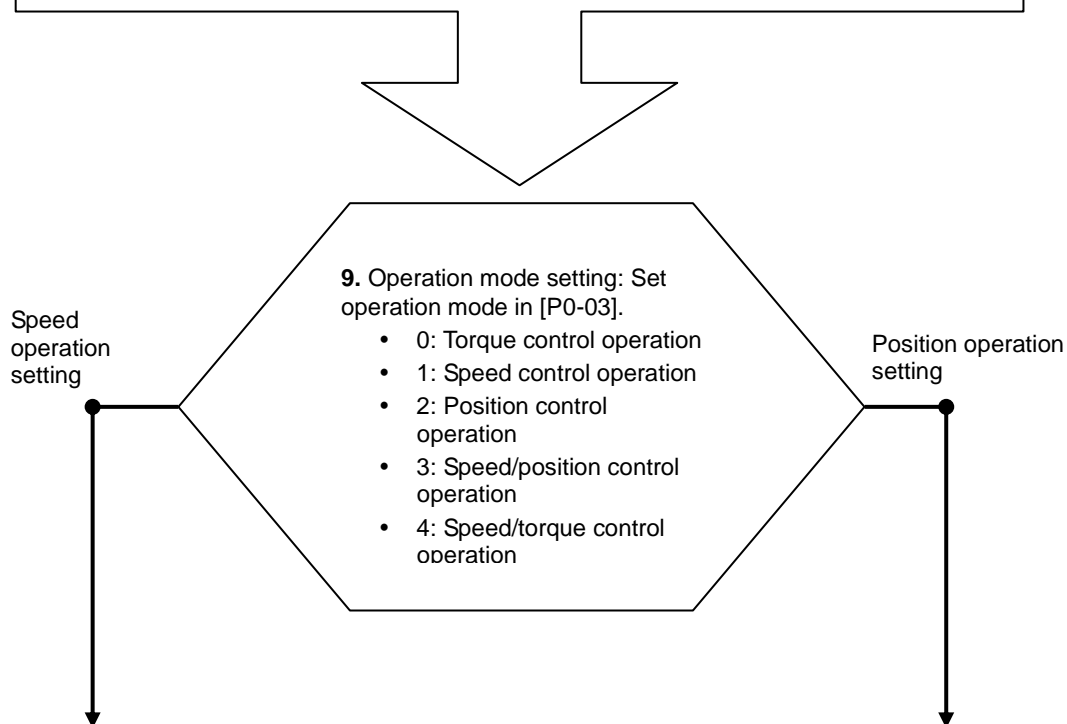 Speed
operation
setting
9. Operation mode setting: Set
operation mode in [P0-03].
• 0: Torque control operation
• 1: Speed control operation
• 2: Position control
operation
• 3: Speed/position control
operation
• 4: Speed/torque control
operation
Position operation
setting